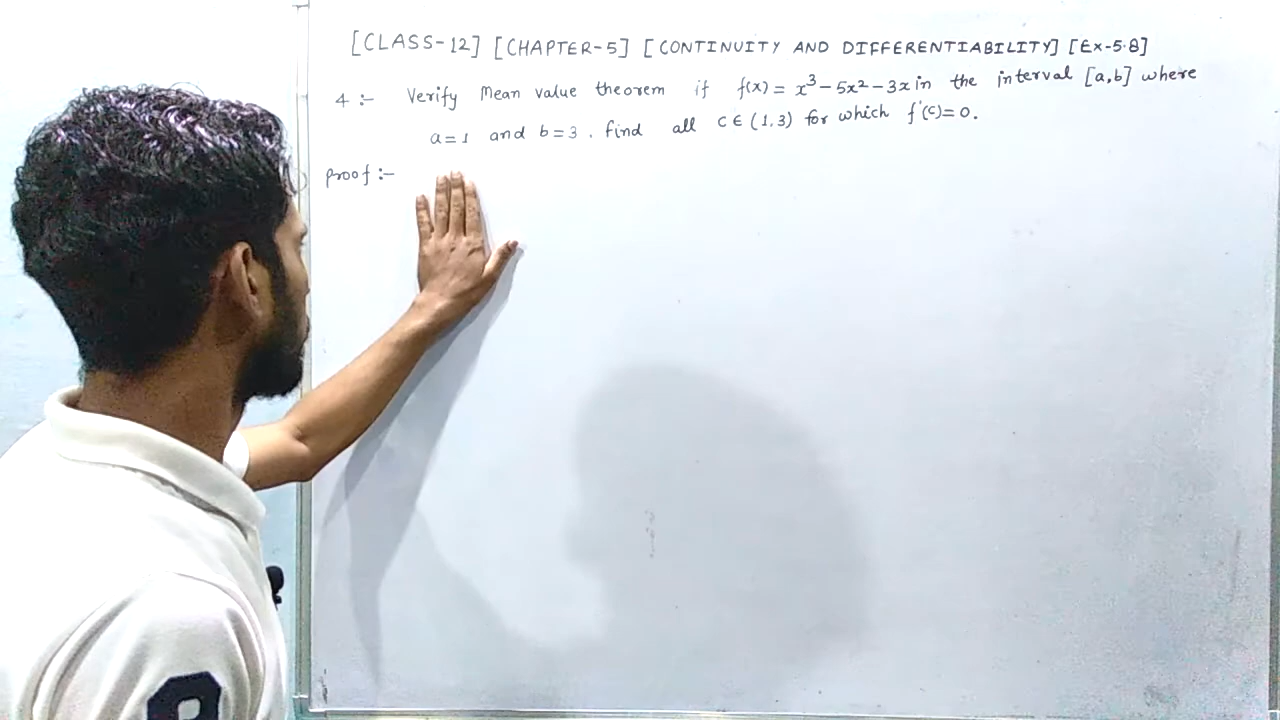 [CLASS-12] [CHAPTER-5] [CONTINUITY AND DIFFERENTIABILITY] [Ex-5.8]
4 :- Verify Mean value theorem if f(x) = x³ - 5x² - 3x in the interval [a,b] where
a=1 and b=3. Find all C ∈ (1,3) for which f'(c)=0.
Proof :-